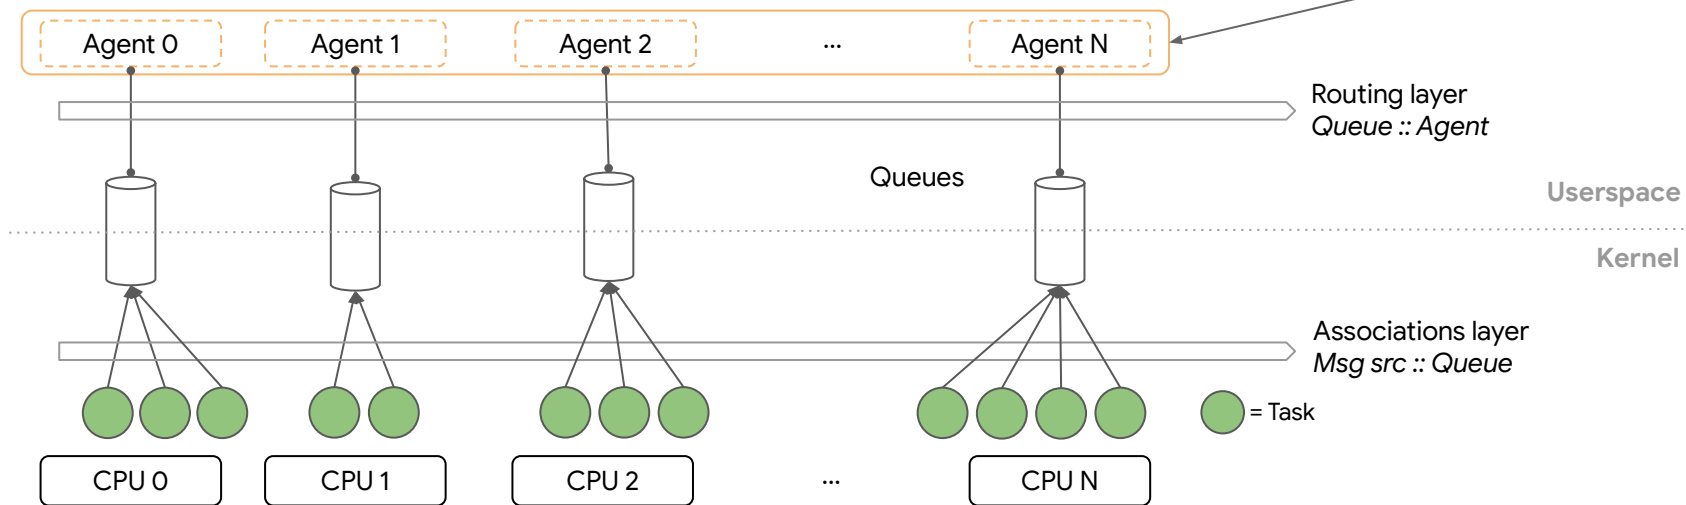 Agent 0
Agent 1
Agent 2
...
Agent N
Routing layer
Queue :: Agent
Queues
Userspace
Kernel
Associations layer
Msg src :: Queue
= Task
CPU 0
CPU 1
CPU 2
...
CPU N